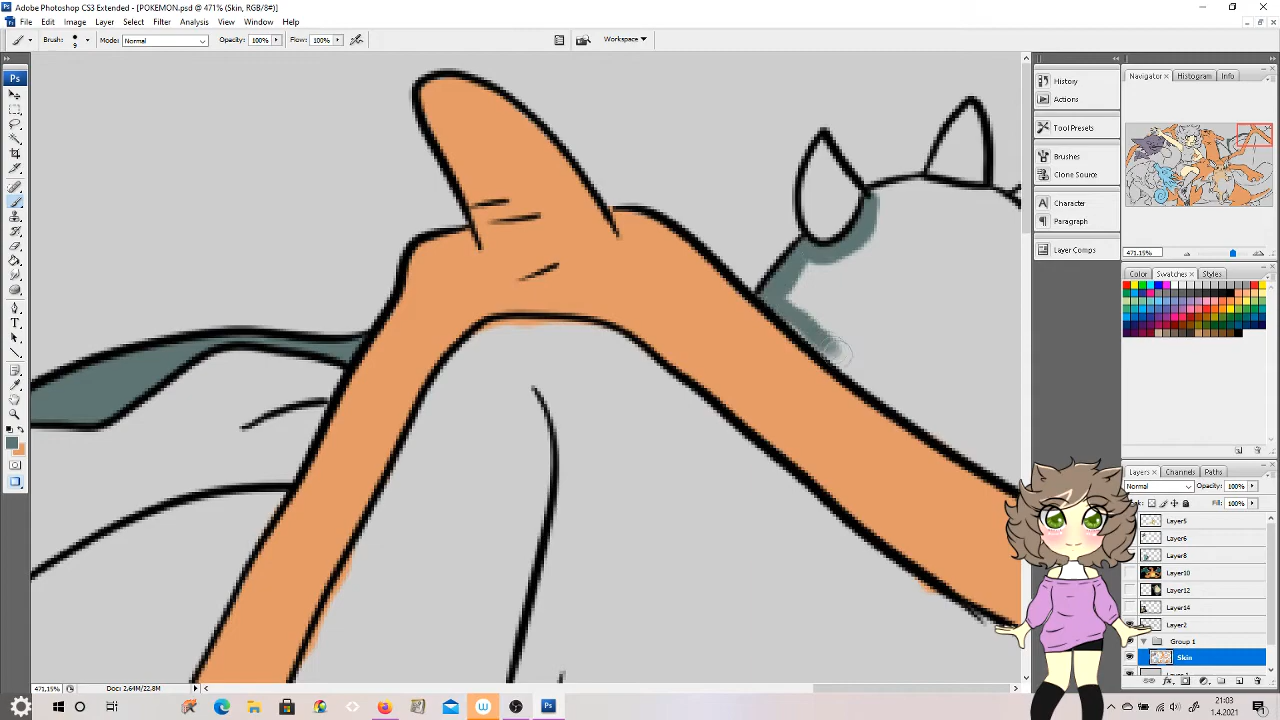 Adobe Photoshop CS3 Extended - [POKEMON.psd @ 471% (Skin, RGB/8#)]
File Edit Image Layer Select Filter Analysis View Window Help
Brush: 9 Mode: Normal Opacity: 100% Flow: 100% Workspace
Ps
History
Actions
Tool Presets
Brushes
Clone Source
Character
Paragraph
Layer Comps
Navigator × Histogram Info
471.15%
Color Swatches × Styles
Layers × Channels Paths
Normal Opacity: 100%
Fill: 100%
Layer5
Layer6
Layer8
Layer10
Layer12
Layer14
Layer2
Group 1
Skin
471,15% Doc: 2.64M/22.8M
21:03
1.4.2021